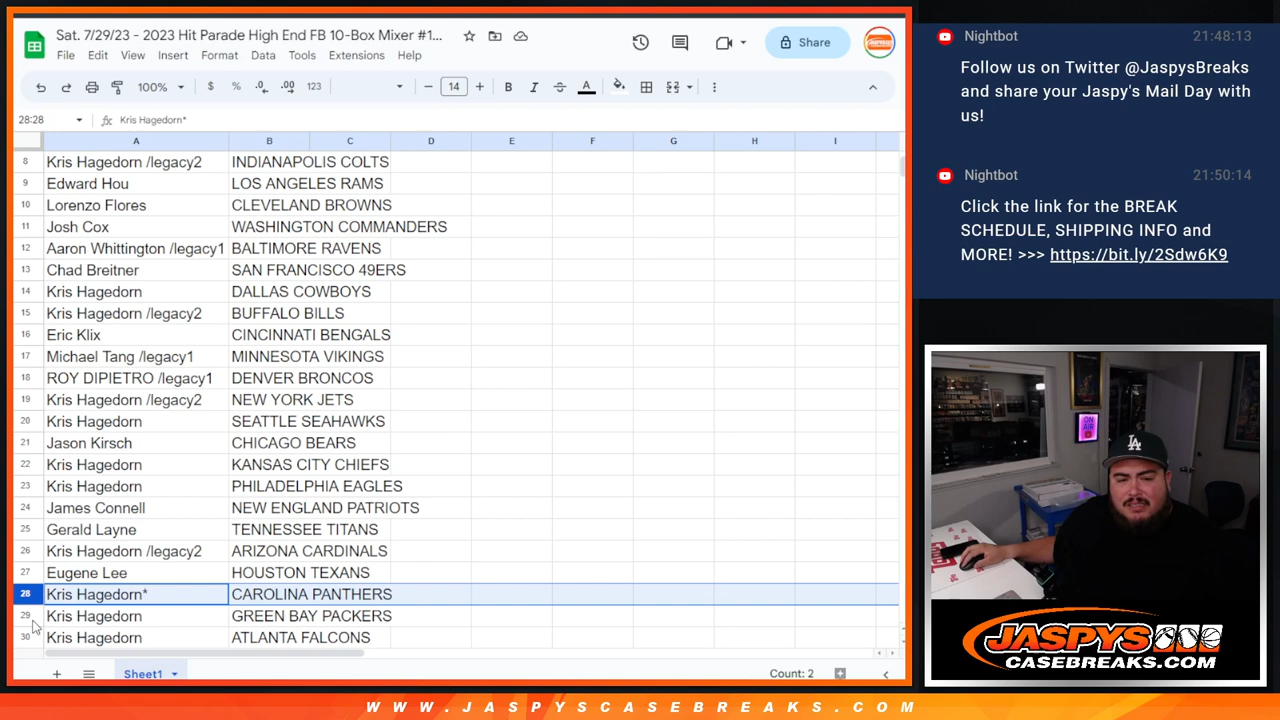 Sat. 7/29/23 - 2023 Hit Parade High End FB 10-Box Mixer #1...
File Edit View Insert Format Data Tools Extensions Help
Share
100% $ % .0 .00 123 14 B I A
28:28 fx Kris Hagedorn*
A B C D E F G H I
8 Kris Hagedorn /legacy2 INDIANAPOLIS COLTS
9 Edward Hou LOS ANGELES RAMS
10 Lorenzo Flores CLEVELAND BROWNS
11 Josh Cox WASHINGTON COMMANDERS
12 Aaron Whittington /legacy1 BALTIMORE RAVENS
13 Chad Breitner SAN FRANCISCO 49ERS
14 Kris Hagedorn DALLAS COWBOYS
15 Kris Hagedorn /legacy2 BUFFALO BILLS
16 Eric Klix CINCINNATI BENGALS
17 Michael Tang /legacy1 MINNESOTA VIKINGS
18 ROY DIPIETRO /legacy1 DENVER BRONCOS
19 Kris Hagedorn /legacy2 NEW YORK JETS
20 Kris Hagedorn SEATTLE SEAHAWKS
21 Jason Kirsch CHICAGO BEARS
22 Kris Hagedorn KANSAS CITY CHIEFS
23 Kris Hagedorn PHILADELPHIA EAGLES
24 James Connell NEW ENGLAND PATRIOTS
25 Gerald Layne TENNESSEE TITANS
26 Kris Hagedorn /legacy2 ARIZONA CARDINALS
27 Eugene Lee HOUSTON TEXANS
28 Kris Hagedorn* CAROLINA PANTHERS
29 Kris Hagedorn GREEN BAY PACKERS
30 Kris Hagedorn ATLANTA FALCONS
Sheet1 Count: 2
Nightbot 21:48:13
Follow us on Twitter @JaspysBreaks
and share your Jaspy's Mail Day with
us!
Nightbot 21:50:14
Click the link for the BREAK
SCHEDULE, SHIPPING INFO and
MORE! >>> https://bit.ly/2Sdw6K9
ON
AIR
LA
JASPYS
CASEBREAKS.COM
WWW.JASPYSCASEBREAKS.COM